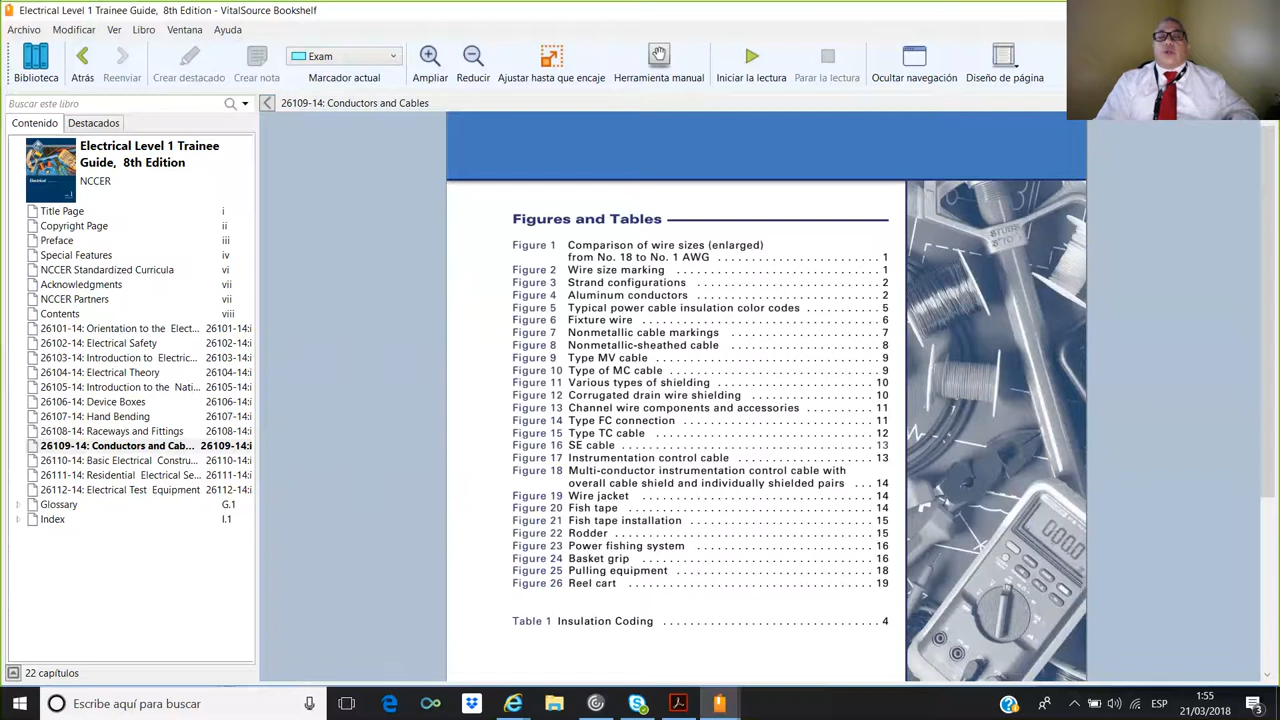 Electrical Level 1 Trainee Guide,  8th Edition - VitalSource Bookshelf
Archivo Modificar Ver Libro Ventana Ayuda
Biblioteca Atrás Reenviar Crear destacado Crear nota Exam Marcador actual Ampliar Reducir Ajustar hasta que encaje Herramienta manual Iniciar la lectura Parar la lectura Ocultar navegación Diseño de página
Buscar este libro
26109-14: Conductors and Cables
Contenido Destacados
Electrical Level 1 Trainee
Guide,  8th Edition
NCCER
Title Page i
Copyright Page ii
Preface iii
Special Features iv
NCCER Standardized Curricula vi
Acknowledgments vii
NCCER Partners vii
Contents viii
26101-14: Orientation to the Elect... 26101-14:i
26102-14: Electrical Safety 26102-14:i
26103-14: Introduction to Electric... 26103-14:i
26104-14: Electrical Theory 26104-14:i
26105-14: Introduction to the Nati... 26105-14:i
26106-14: Device Boxes 26106-14:i
26107-14: Hand Bending 26107-14:i
26108-14: Raceways and Fittings 26108-14:i
26109-14: Conductors and Cab... 26109-14:i
26110-14: Basic Electrical Constru... 26110-14:i
26111-14: Residential Electrical Se... 26111-14:i
26112-14: Electrical Test Equipment 26112-14:i
Glossary G.1
Index I.1
22 capítulos
Figures and Tables
Figure 1 Comparison of wire sizes (enlarged)
from No. 18 to No. 1 AWG . . . . . . . . . . . . . . . . . . . . . . . . . . 1
Figure 2 Wire size marking . . . . . . . . . . . . . . . . . . . . . . . . . . . . . . . . 1
Figure 3 Strand configurations . . . . . . . . . . . . . . . . . . . . . . . . . . . . . 2
Figure 4 Aluminum conductors . . . . . . . . . . . . . . . . . . . . . . . . . . . . . 2
Figure 5 Typical power cable insulation color codes . . . . . . . . . . . . 5
Figure 6 Fixture wire . . . . . . . . . . . . . . . . . . . . . . . . . . . . . . . . . . . . . 6
Figure 7 Nonmetallic cable markings . . . . . . . . . . . . . . . . . . . . . . . . 7
Figure 8 Nonmetallic-sheathed cable . . . . . . . . . . . . . . . . . . . . . . . . 8
Figure 9 Type MV cable . . . . . . . . . . . . . . . . . . . . . . . . . . . . . . . . . . . 9
Figure 10 Type of MC cable . . . . . . . . . . . . . . . . . . . . . . . . . . . . . . . . 9
Figure 11 Various types of shielding . . . . . . . . . . . . . . . . . . . . . . . . . 10
Figure 12 Corrugated drain wire shielding . . . . . . . . . . . . . . . . . . . . 10
Figure 13 Channel wire components and accessories . . . . . . . . . . . 11
Figure 14 Type FC connection . . . . . . . . . . . . . . . . . . . . . . . . . . . . . . 11
Figure 15 Type TC cable . . . . . . . . . . . . . . . . . . . . . . . . . . . . . . . . . . . 12
Figure 16 SE cable . . . . . . . . . . . . . . . . . . . . . . . . . . . . . . . . . . . . . . . 13
Figure 17 Instrumentation control cable . . . . . . . . . . . . . . . . . . . . . . 13
Figure 18 Multi-conductor instrumentation control cable with
overall cable shield and individually shielded pairs . . . 14
Figure 19 Wire jacket . . . . . . . . . . . . . . . . . . . . . . . . . . . . . . . . . . . . . 14
Figure 20 Fish tape . . . . . . . . . . . . . . . . . . . . . . . . . . . . . . . . . . . . . . . 14
Figure 21 Fish tape installation . . . . . . . . . . . . . . . . . . . . . . . . . . . . . 15
Figure 22 Rodder . . . . . . . . . . . . . . . . . . . . . . . . . . . . . . . . . . . . . . . . 15
Figure 23 Power fishing system . . . . . . . . . . . . . . . . . . . . . . . . . . . . 16
Figure 24 Basket grip . . . . . . . . . . . . . . . . . . . . . . . . . . . . . . . . . . . . . 16
Figure 25 Pulling equipment . . . . . . . . . . . . . . . . . . . . . . . . . . . . . . . 18
Figure 26 Reel cart . . . . . . . . . . . . . . . . . . . . . . . . . . . . . . . . . . . . . . . 19
Table 1 Insulation Coding . . . . . . . . . . . . . . . . . . . . . . . . . . . . . . . . . 4
Escribe aquí para buscar
ESP
1:55
21/03/2018
3